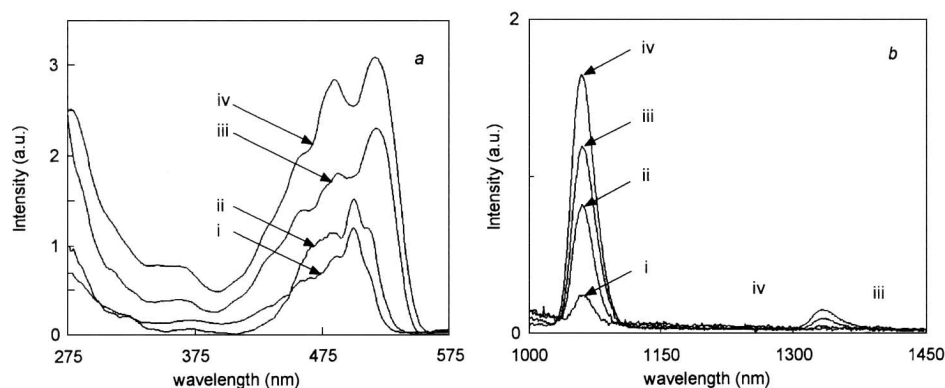 3
2
1
0
Intensity (a.u.)
a
iv
iii
ii
i
275 375 475 575
wavelength (nm)
2
1
0
Intensity (a.u.)
b
iv
iii
ii
i
iv iii
1000 1150 1300 1450
wavelength (nm)